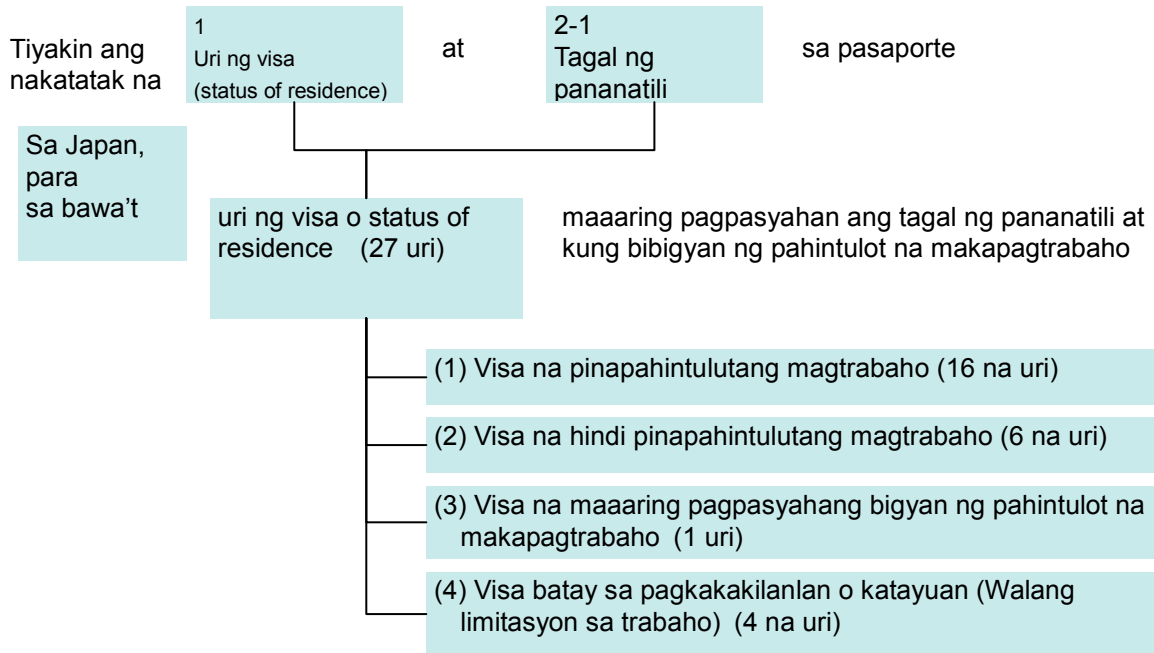 Tiyakin ang
nakatatak na
1
Uri ng visa
(status of residence)
at
2-1
Tagal ng
pananatili
sa pasaporte
Sa Japan,
para
sa bawa't
uri ng visa o status of
residence (27 uri)
maaaring pagpasyahan ang tagal ng pananatili at
kung bibigyan ng pahintulot na makapagtrabaho
(1) Visa na pinapahintulutang magtrabaho (16 na uri)
(2) Visa na hindi pinapahintulutang magtrabaho (6 na uri)
(3) Visa na maaaring pagpasyahang bigyan ng pahintulot na
makapagtrabaho (1 uri)
(4) Visa batay sa pagkakakilanlan o katayuan (Walang
limitasyon sa trabaho) (4 na uri)